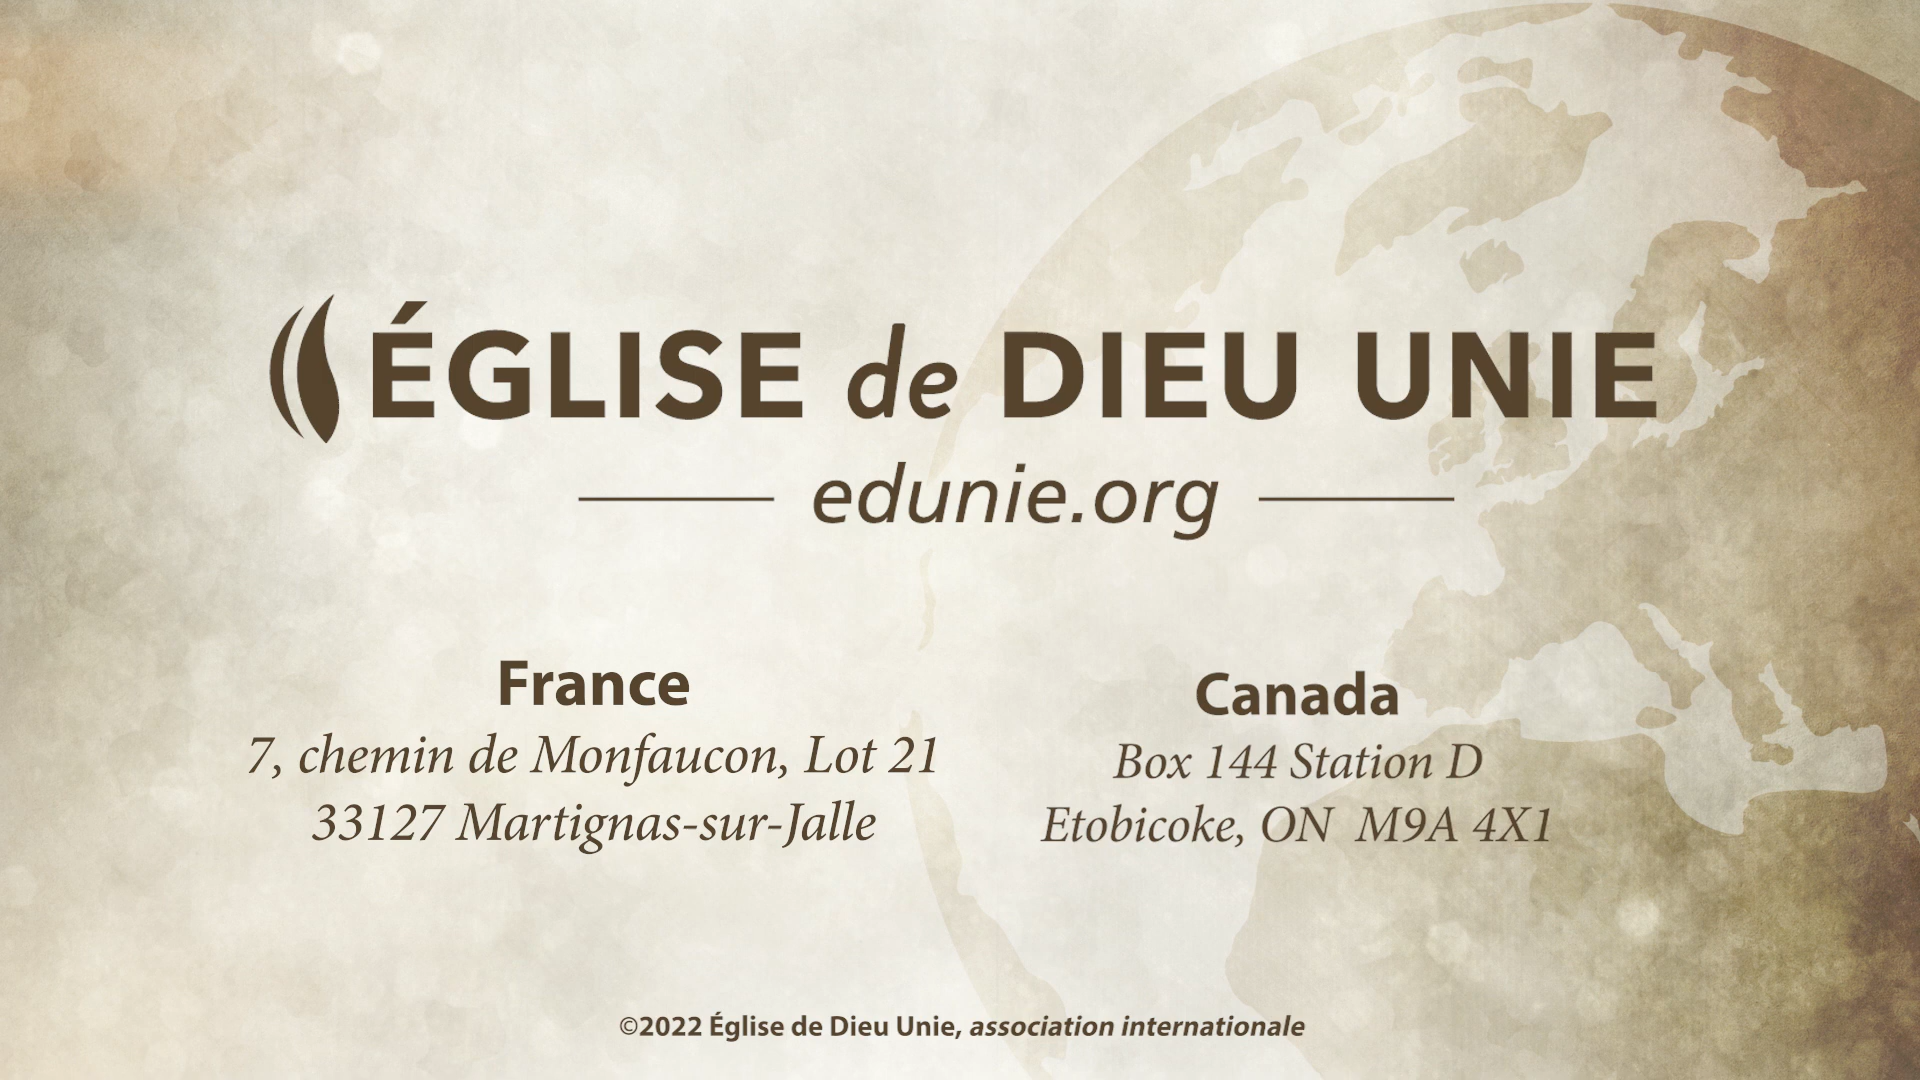 ÉGLISE de DIEU UNIE
edunie.org
France
7, chemin de Monfaucon, Lot 21
33127 Martignas-sur-Jalle
Canada
Box 144 Station D
Etobicoke, ON  M9A 4X1
©2022 Église de Dieu Unie, association internationale